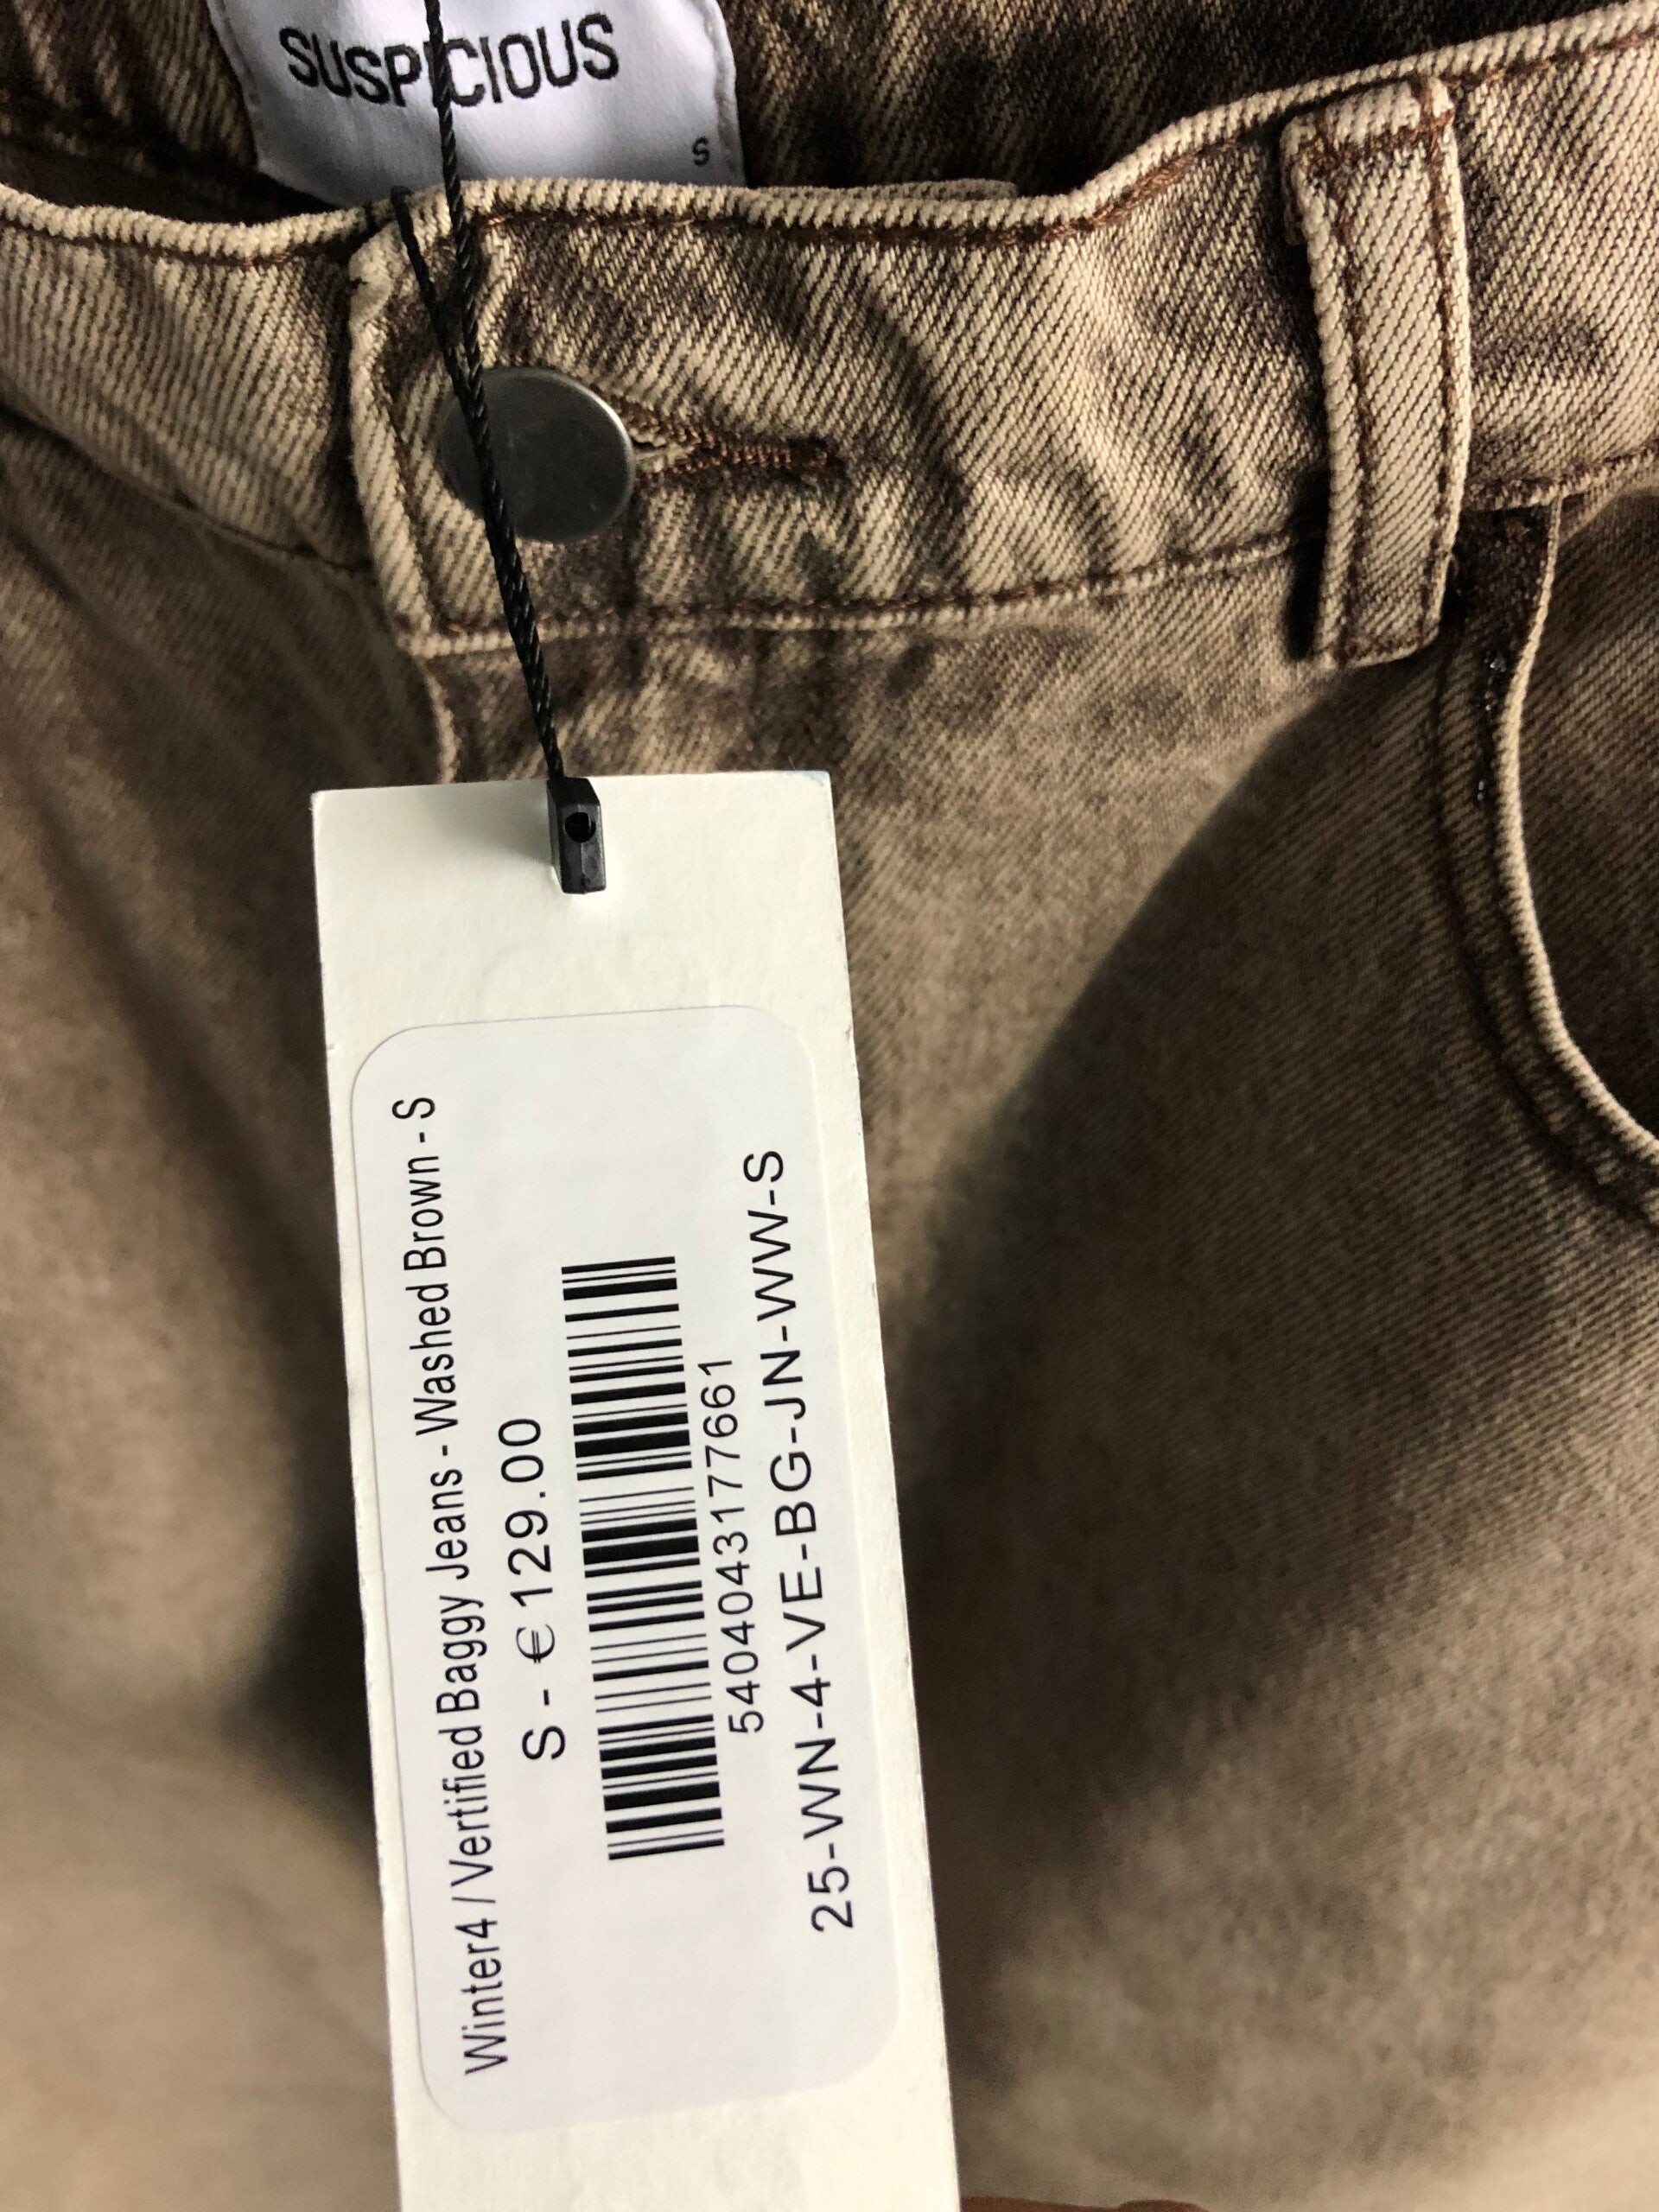 SUSPICIOUS
S
Winter4 / Vertified Baggy Jeans - Washed Brown - S
S - € 129.00
5404043177661
25-WN-4-VE-BG-JN-WW-S